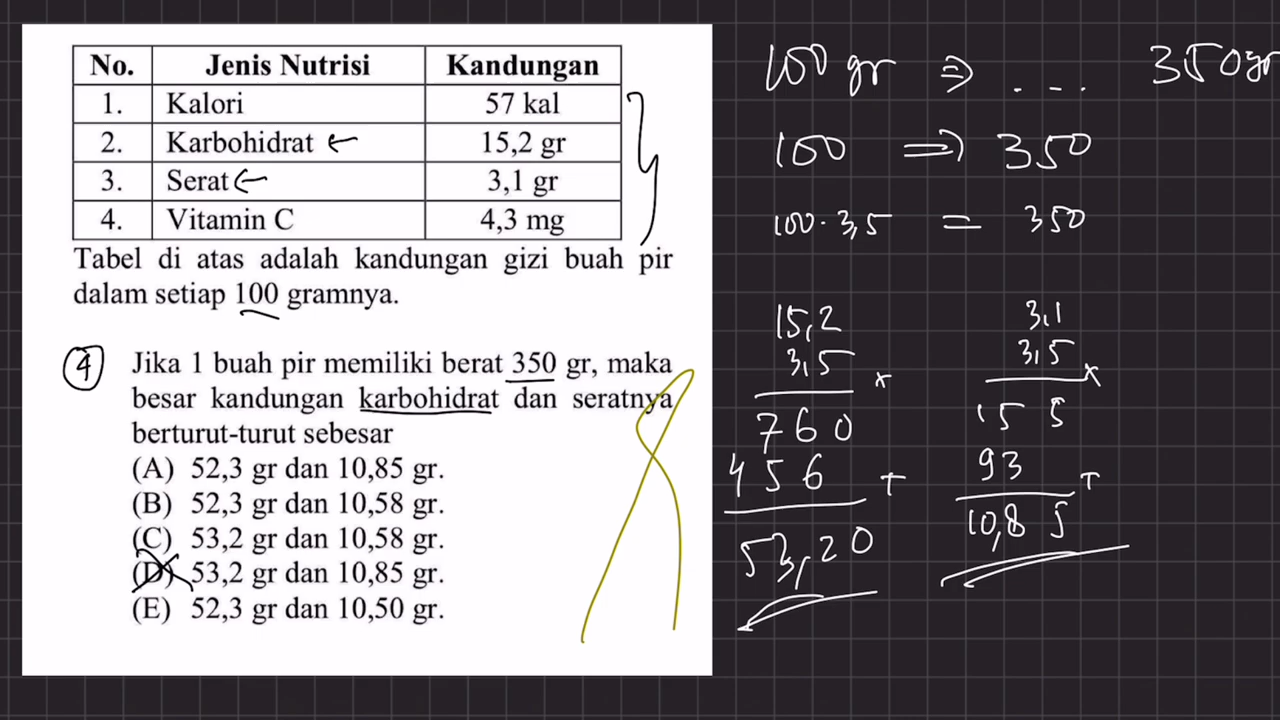 No. Jenis Nutrisi Kandungan
1. Kalori 57 kal
2. Karbohidrat 15,2 gr
3. Serat 3,1 gr
4. Vitamin C 4,3 mg
Tabel di atas adalah kandungan gizi buah pir
dalam setiap 100 gramnya.
4 Jika 1 buah pir memiliki berat 350 gr, maka
besar kandungan karbohidrat dan seratnya
berturut-turut sebesar
(A) 52,3 gr dan 10,85 gr.
(B) 52,3 gr dan 10,58 gr.
(C) 53,2 gr dan 10,58 gr.
(D) 53,2 gr dan 10,85 gr.
(E) 52,3 gr dan 10,50 gr.
100 gr ⇒ ... 350 gr
100 ⇒ 350
100 · 3,5 = 350
15,2
3,5 ×
760
456 +
53,20
3,1
3,5 ×
15 5
93 +
10,85